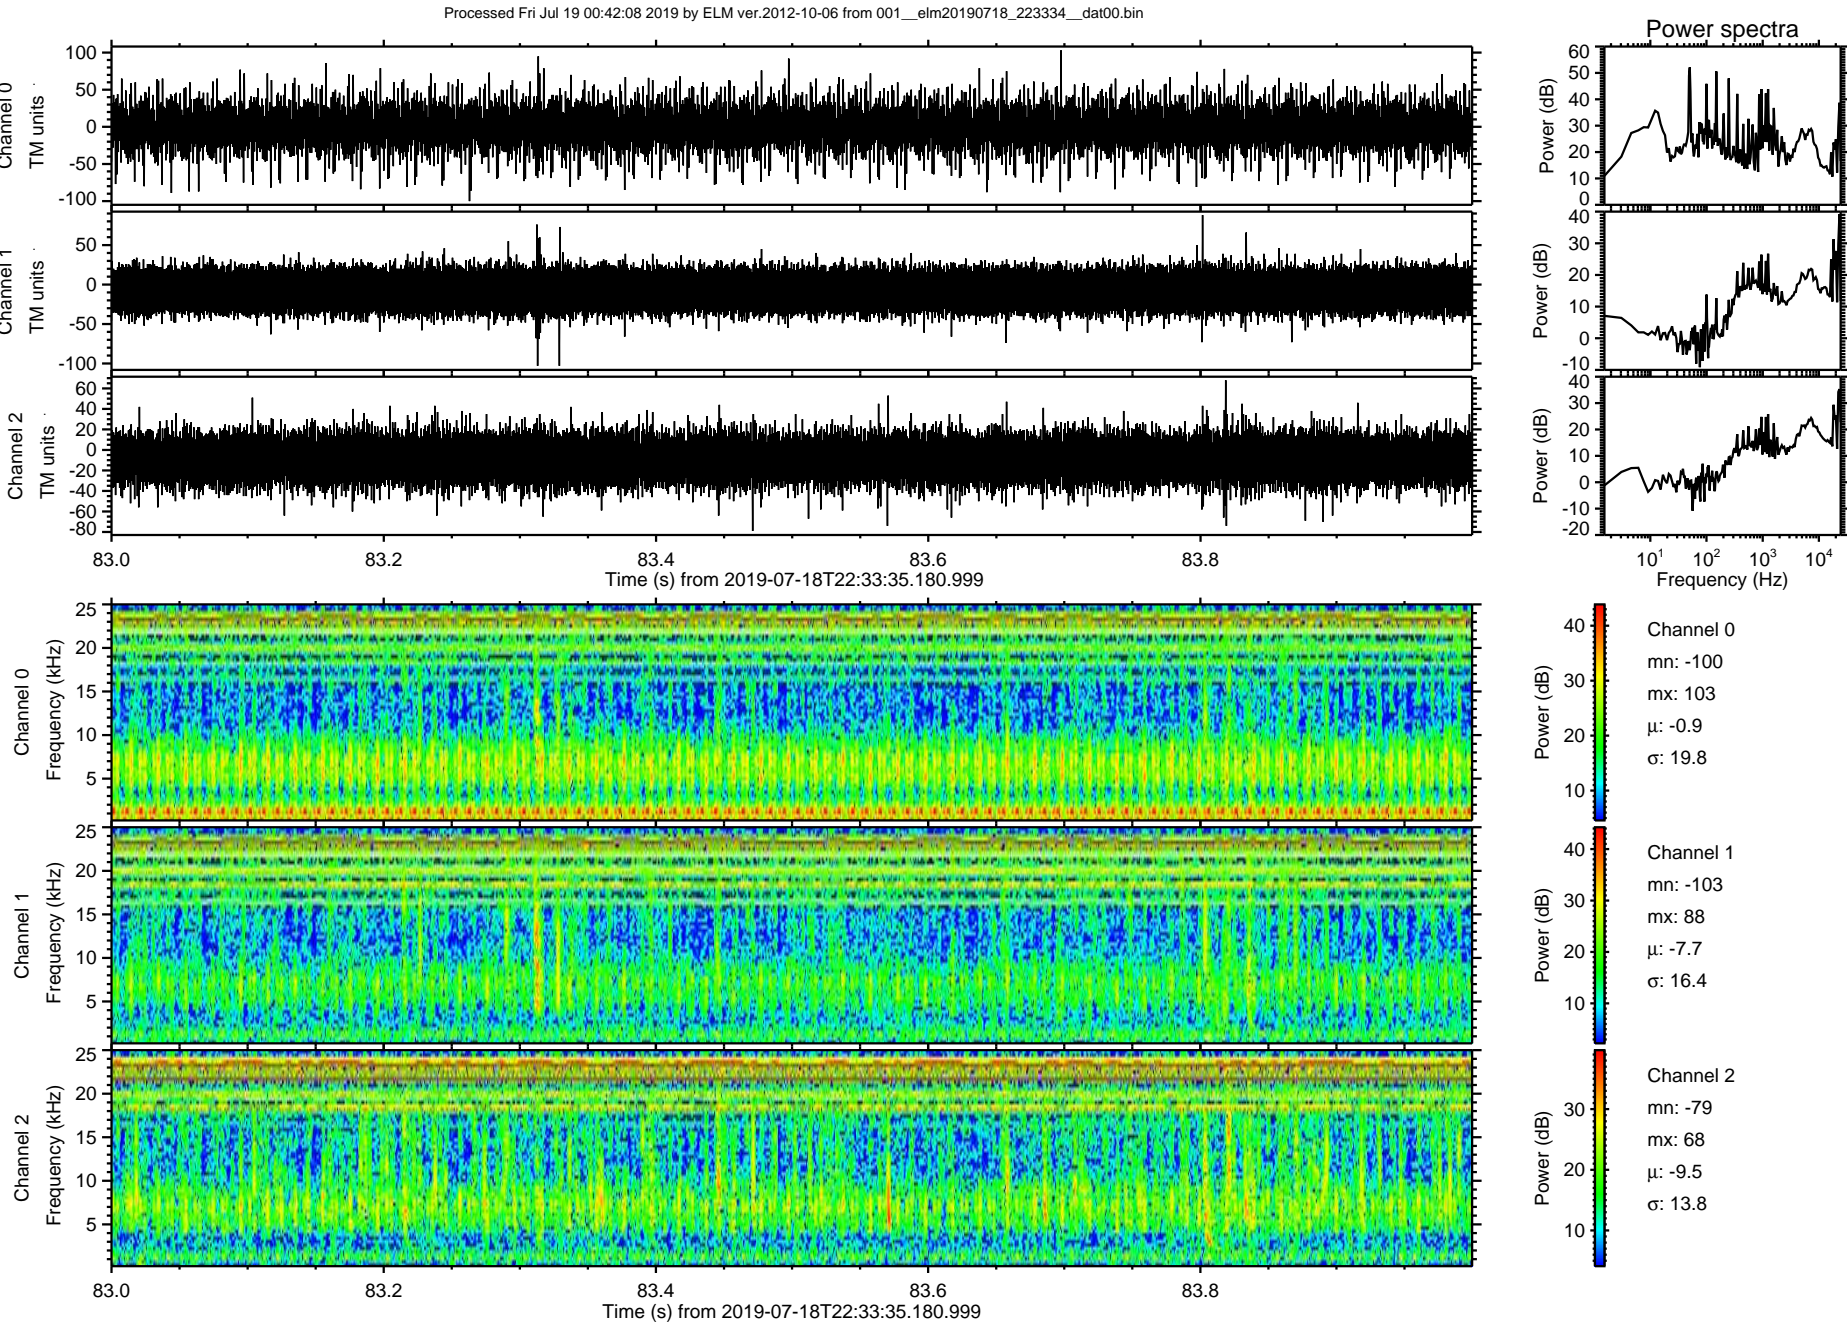 Processed Fri Jul 19 00:42:08 2019 by ELM ver.2012-10-06 from 001__elm20190718_223334__dat00.bin
Power spectra
Channel 0
TM units
100
50
0
-50
-100
Power (dB)
60
50
40
30
20
10
0
Channel 1
TM units
50
0
-50
-100
Power (dB)
40
30
20
10
0
-10
Channel 2
TM units
60
40
20
0
-20
-40
-60
-80
Power (dB)
40
30
20
10
0
-10
-20
83.0 83.2 83.4 83.6 83.8
Time (s) from 2019-07-18T22:33:35.180.999
10^1 10^2 10^3 10^4
Frequency (Hz)
Channel 0
Frequency (kHz)
25
20
15
10
5
Power (dB)
40
30
20
10
Channel 0
mn: -100
mx: 103
μ: -0.9
σ: 19.8
Channel 1
Frequency (kHz)
25
20
15
10
5
Power (dB)
40
30
20
10
Channel 1
mn: -103
mx: 88
μ: -7.7
σ: 16.4
Channel 2
Frequency (kHz)
25
20
15
10
5
Power (dB)
30
20
10
Channel 2
mn: -79
mx: 68
μ: -9.5
σ: 13.8
83.0 83.2 83.4 83.6 83.8
Time (s) from 2019-07-18T22:33:35.180.999